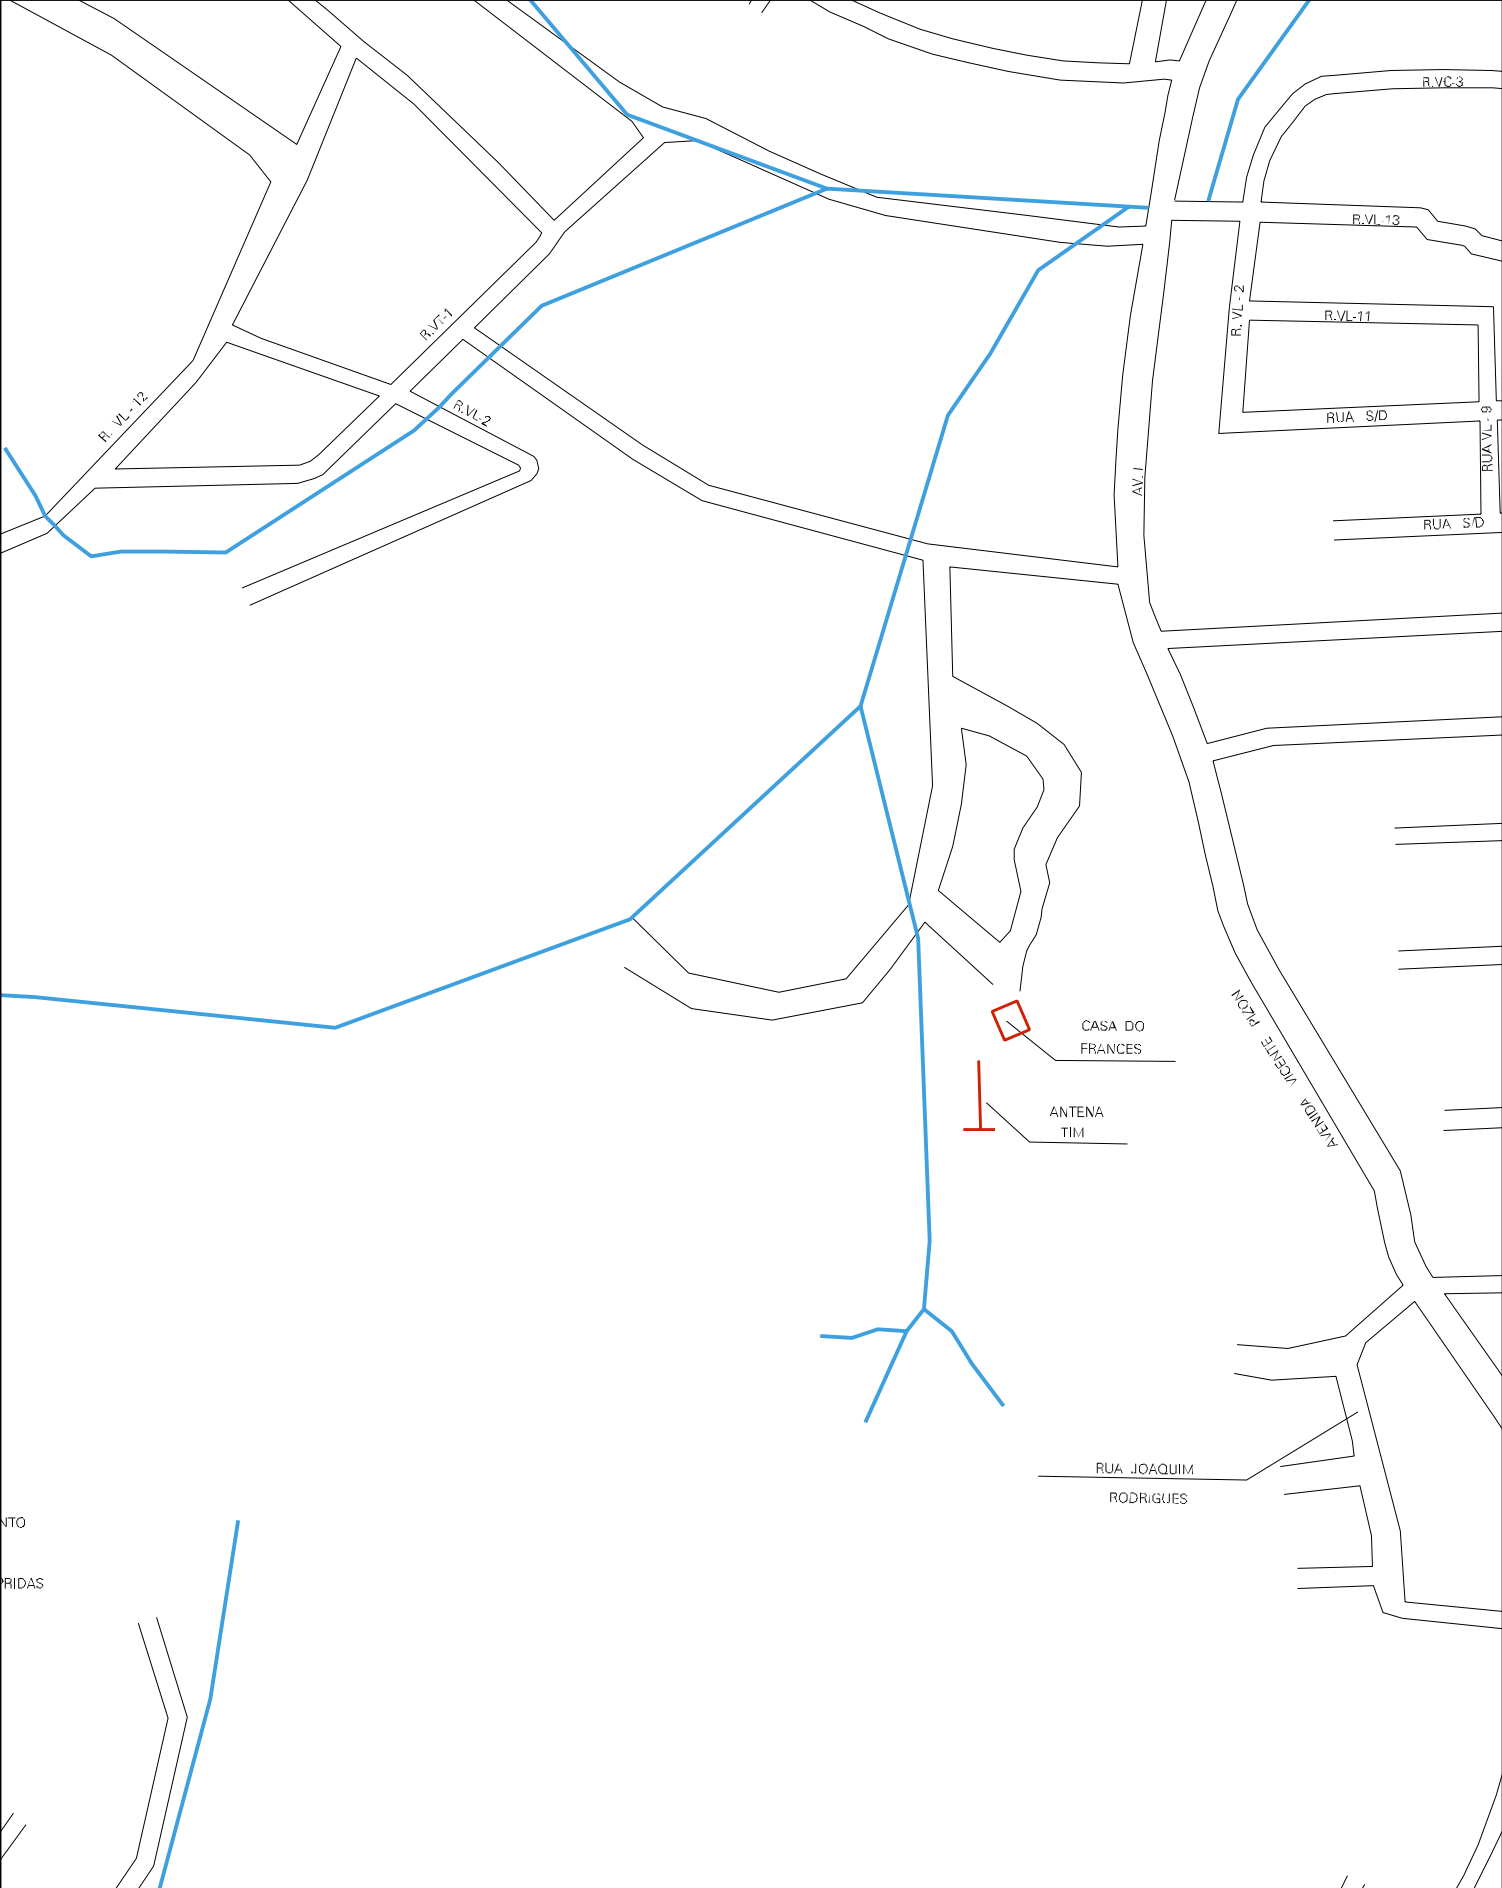 R.VC-3
R.VL-13
R. VL - 2
R.VL-11
R.VT-1
R. VL - 12
R.VL-2
RUA S/D
RUA VL - 9
AV. I
RUA S/D
AVENIDA VICENTE PIZON
CASA DO
FRANCES
ANTENA
TIM
RUA JOAQUIM
RODRIGUES
NTO
PRIDAS